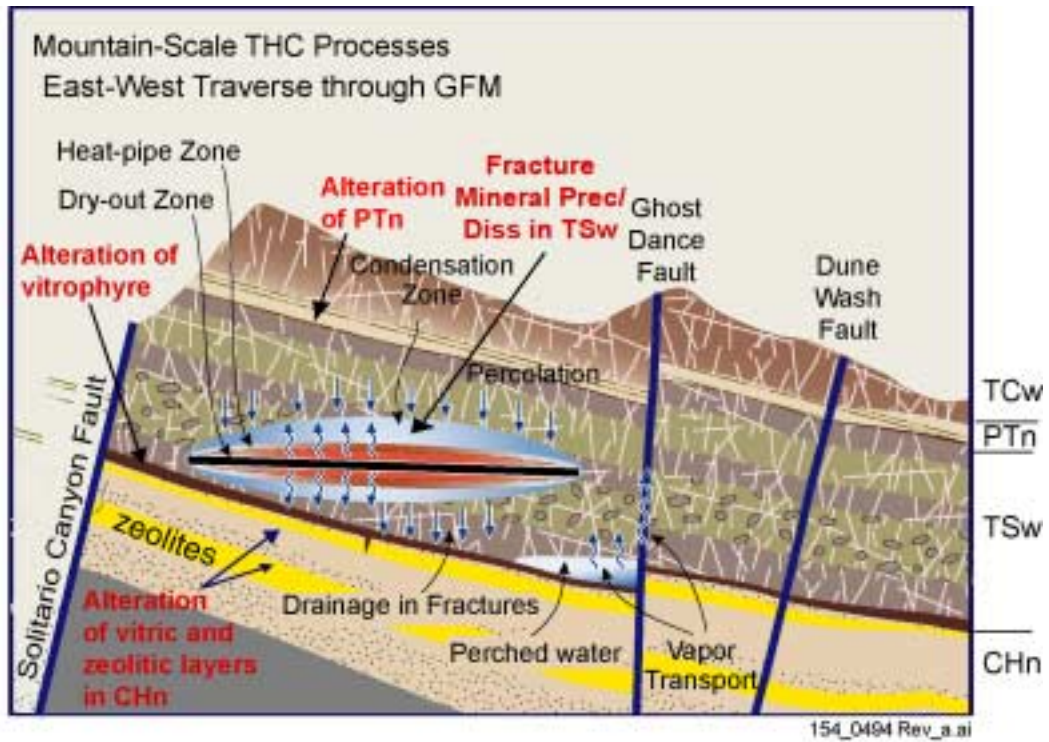 Mountain-Scale THC Processes
East-West Traverse through GFM
Heat-pipe Zone
Dry-out Zone
Alteration of
vitrophyre
Alteration
of PTn
Fracture
Mineral Prec/
Diss in TSw
Condensation
Zone
Ghost
Dance
Fault
Dune
Wash
Fault
Percolation
TCw
PTn
TSw
CHn
Solitario Canyon Fault
zeolites
Alteration
of vitric and
zeolitic layers
in CHn
Drainage in Fractures
Perched water
Vapor
Transport
154_0494 Rev_a.ai